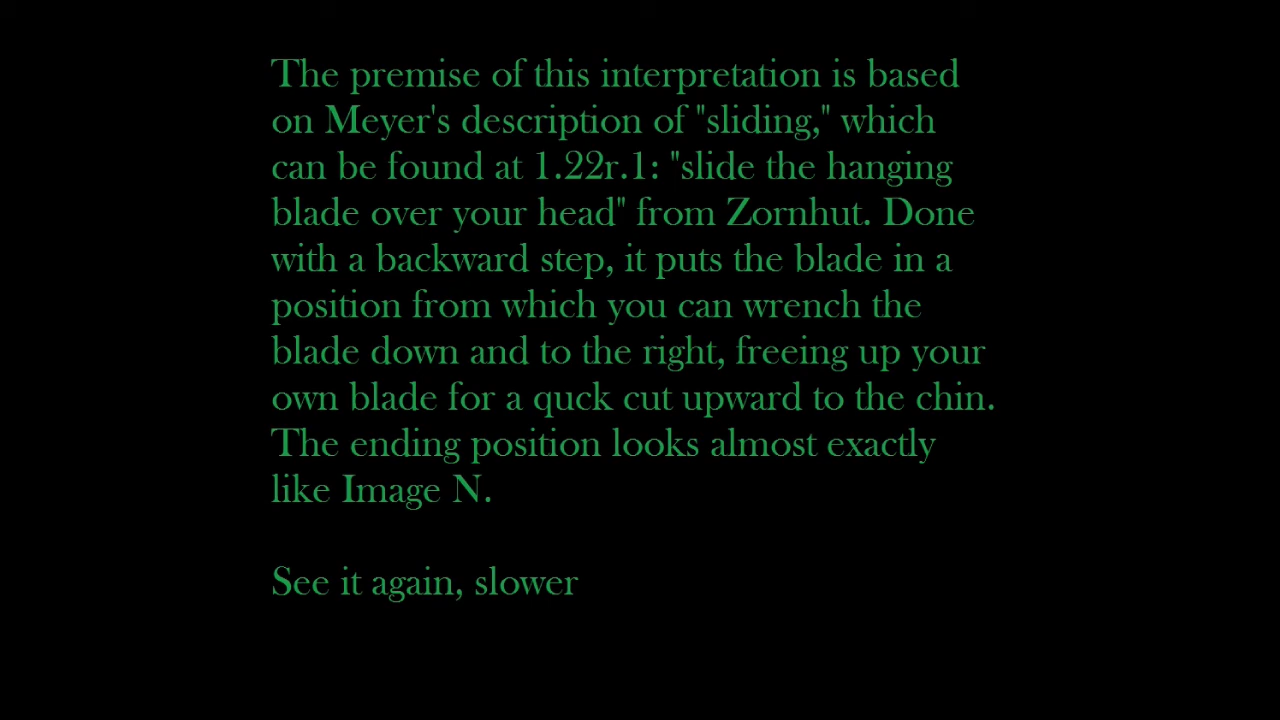 The premise of this interpretation is based
on Meyer's description of "sliding," which
can be found at 1.22r.1: "slide the hanging
blade over your head" from Zornhut. Done
with a backward step, it puts the blade in a
position from which you can wrench the
blade down and to the right, freeing up your
own blade for a quck cut upward to the chin.
The ending position looks almost exactly
like Image N.
See it again, slower